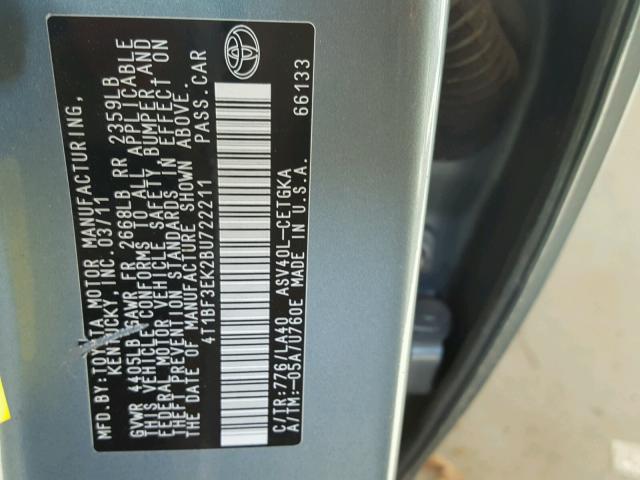 MFD.BY:TOYOTA MOTOR MANUFACTURING,
KENTUCKY, INC. 03/11
GVWR 4405LB GAWR FR 2668LB RR 2359LB
THIS VEHICLE CONFORMS TO ALL APPLICABLE
FEDERAL MOTOR VEHICLE SAFETY, BUMPER, AND
THEFT PREVENTION STANDARDS IN EFFECT ON
THE DATE OF MANUFACTURE SHOWN ABOVE.
4T1BF3EK2BU722211 PASS.CAR
C/TR:776/LA40 ASV40L-CETGKA
A/TM:-05A/U760E MADE IN U.S.A. 66133